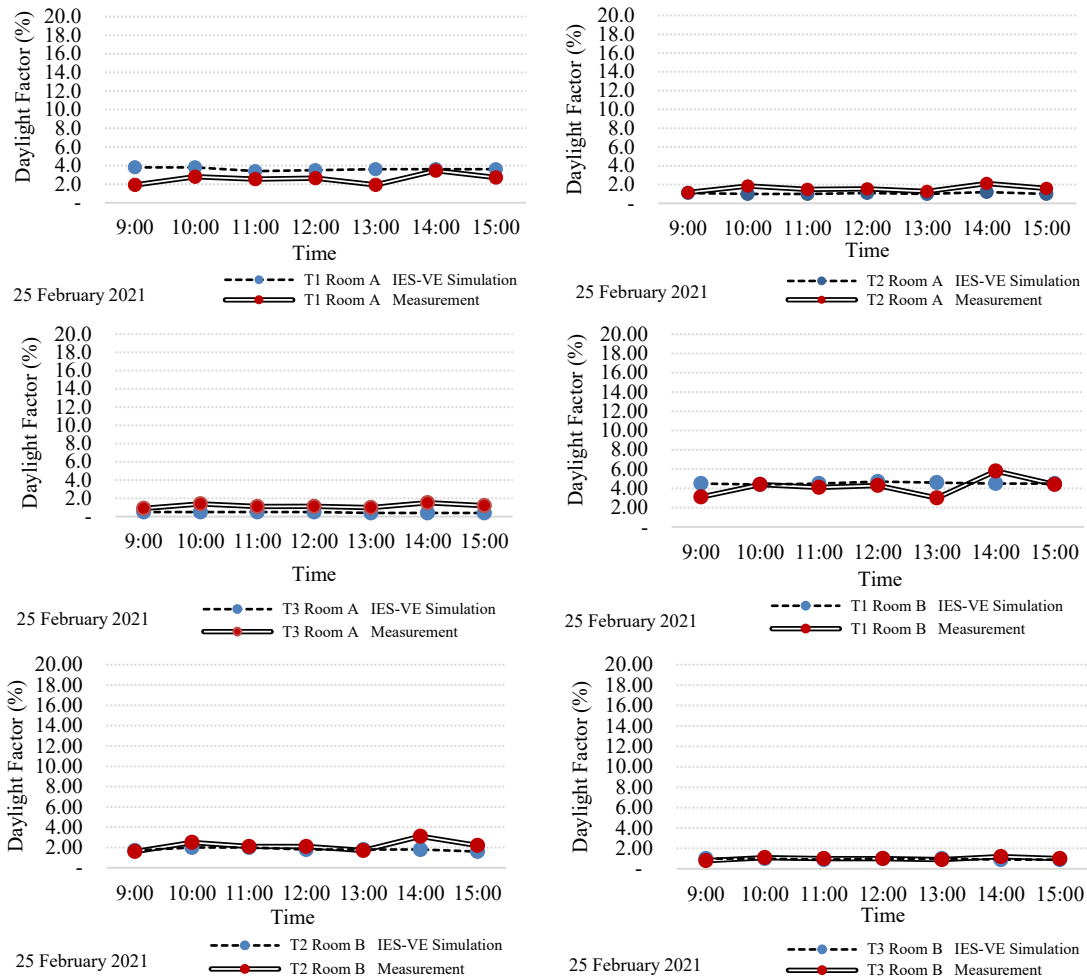 Daylight Factor (%)
20.0
18.0
16.0
14.0
12.0
10.0
8.0
6.0
4.0
2.0
-
9:00 10:00 11:00 12:00 13:00 14:00 15:00
Time
25 February 2021
T1 Room A IES-VE Simulation
T1 Room A Measurement
Daylight Factor (%)
20.0
18.0
16.0
14.0
12.0
10.0
8.0
6.0
4.0
2.0
-
9:00 10:00 11:00 12:00 13:00 14:00 15:00
Time
25 February 2021
T2 Room A IES-VE Simulation
T2 Room A Measurement
Daylight Factor (%)
20.0
18.0
16.0
14.0
12.0
10.0
8.0
6.0
4.0
2.0
-
9:00 10:00 11:00 12:00 13:00 14:00 15:00
Time
25 February 2021
T3 Room A IES-VE Simulation
T3 Room A Measurement
Daylight Factor (%)
20.00
18.00
16.00
14.00
12.00
10.00
8.00
6.00
4.00
2.00
-
9:00 10:00 11:00 12:00 13:00 14:00 15:00
Time
25 February 2021
T1 Room B IES-VE Simulation
T1 Room B Measurement
Daylight Factor (%)
20.00
18.00
16.00
14.00
12.00
10.00
8.00
6.00
4.00
2.00
-
9:00 10:00 11:00 12:00 13:00 14:00 15:00
Time
25 February 2021
T2 Room B IES-VE Simulation
T2 Room B Measurement
Daylight Factor (%)
20.00
18.00
16.00
14.00
12.00
10.00
8.00
6.00
4.00
2.00
-
9:00 10:00 11:00 12:00 13:00 14:00 15:00
Time
25 February 2021
T3 Room B IES-VE Simulation
T3 Room B Measurement